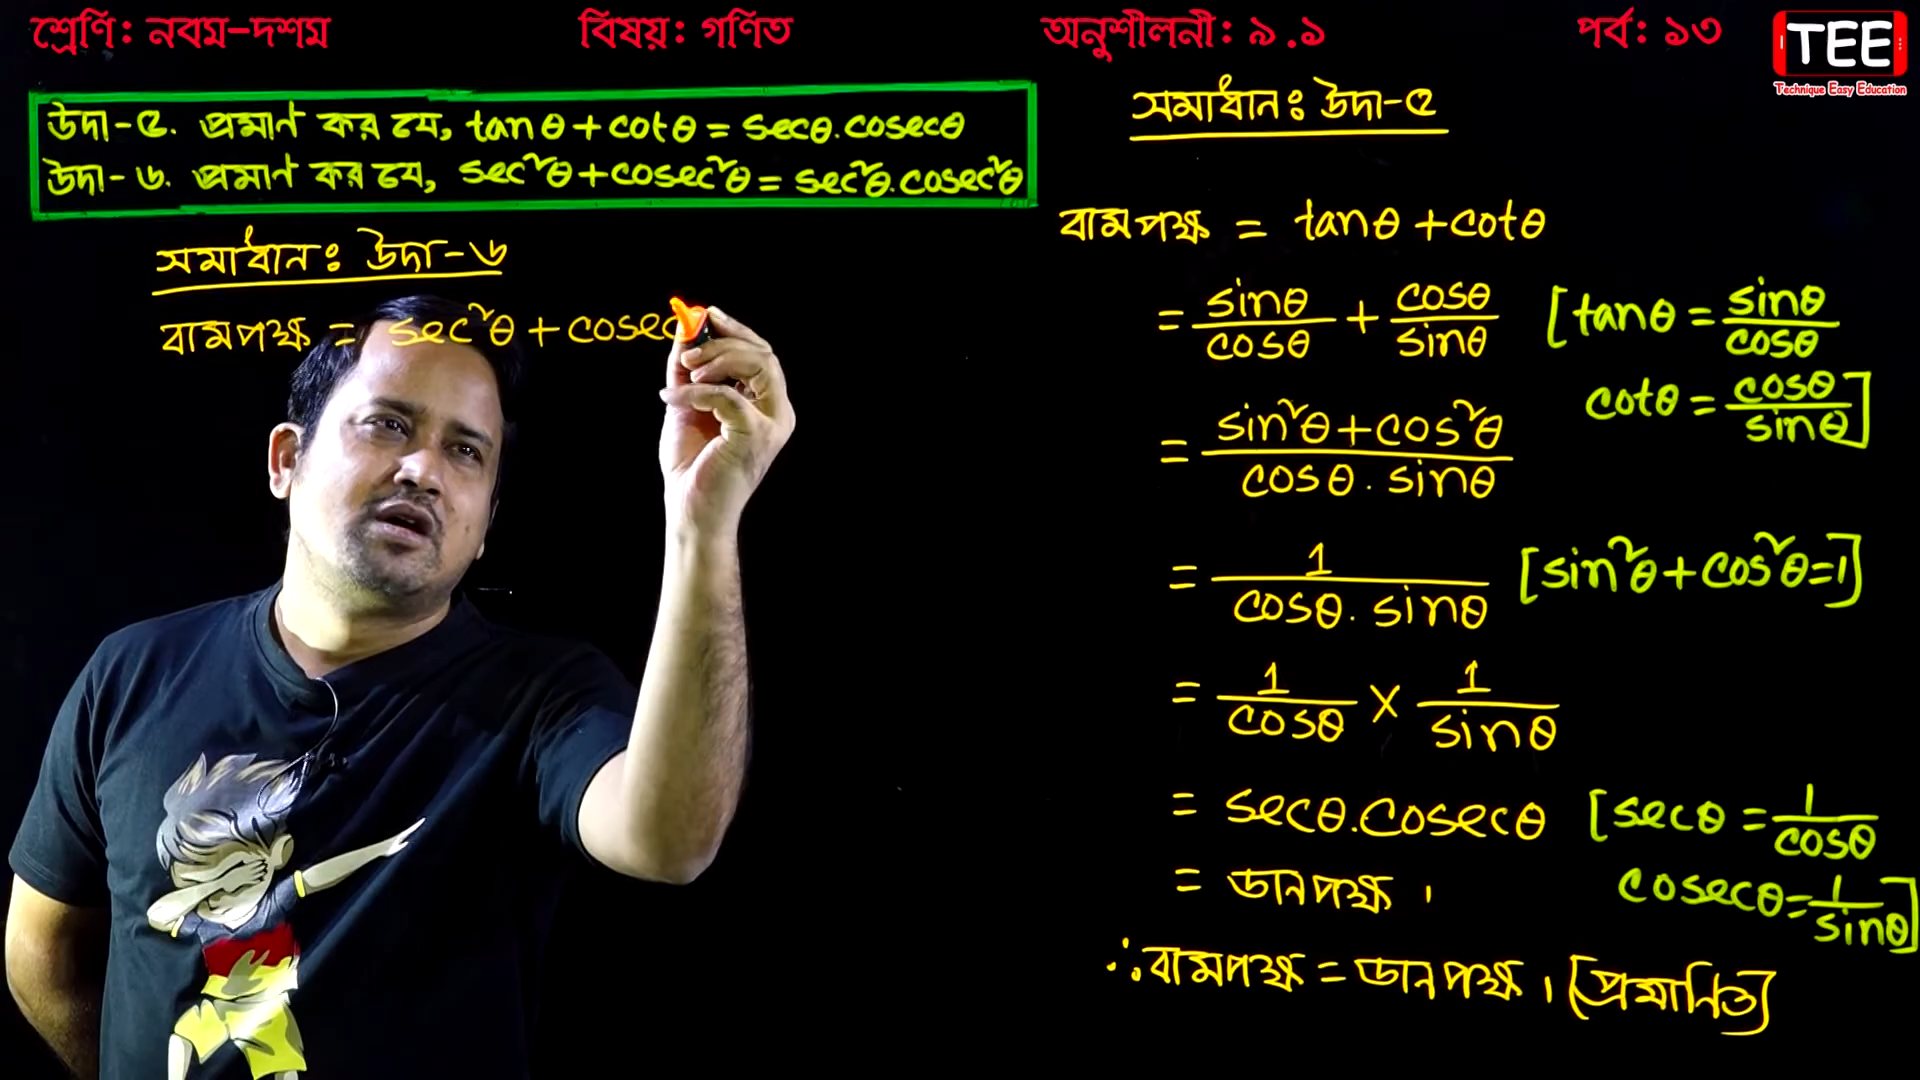 শ্রেণি: নবম-দশম বিষয়: গণিত অনুশীলনী: ৯.১ পর্ব: ১৩
TEE
Technique Easy Education
উদা-৫. প্রমাণ কর যে, tanθ + cotθ = secθ.cosecθ
উদা-৬. প্রমাণ কর যে, sec²θ + cosec²θ = sec²θ.cosec²θ
সমাধান: উদা-৬
বামপক্ষ = sec²θ + cosec
সমাধান: উদা-৫
বামপক্ষ = tanθ + cotθ
= sinθ/cosθ + cosθ/sinθ [tanθ = sinθ/cosθ
cotθ = cosθ/sinθ]
= (sin²θ + cos²θ)/(cosθ . sinθ)
= 1/(cosθ . sinθ) [sin²θ + cos²θ = 1]
= 1/cosθ × 1/sinθ
= secθ.cosecθ [secθ = 1/cosθ
cosecθ = 1/sinθ]
= ডানপক্ষ।
∴ বামপক্ষ = ডানপক্ষ। [প্রমাণিত]